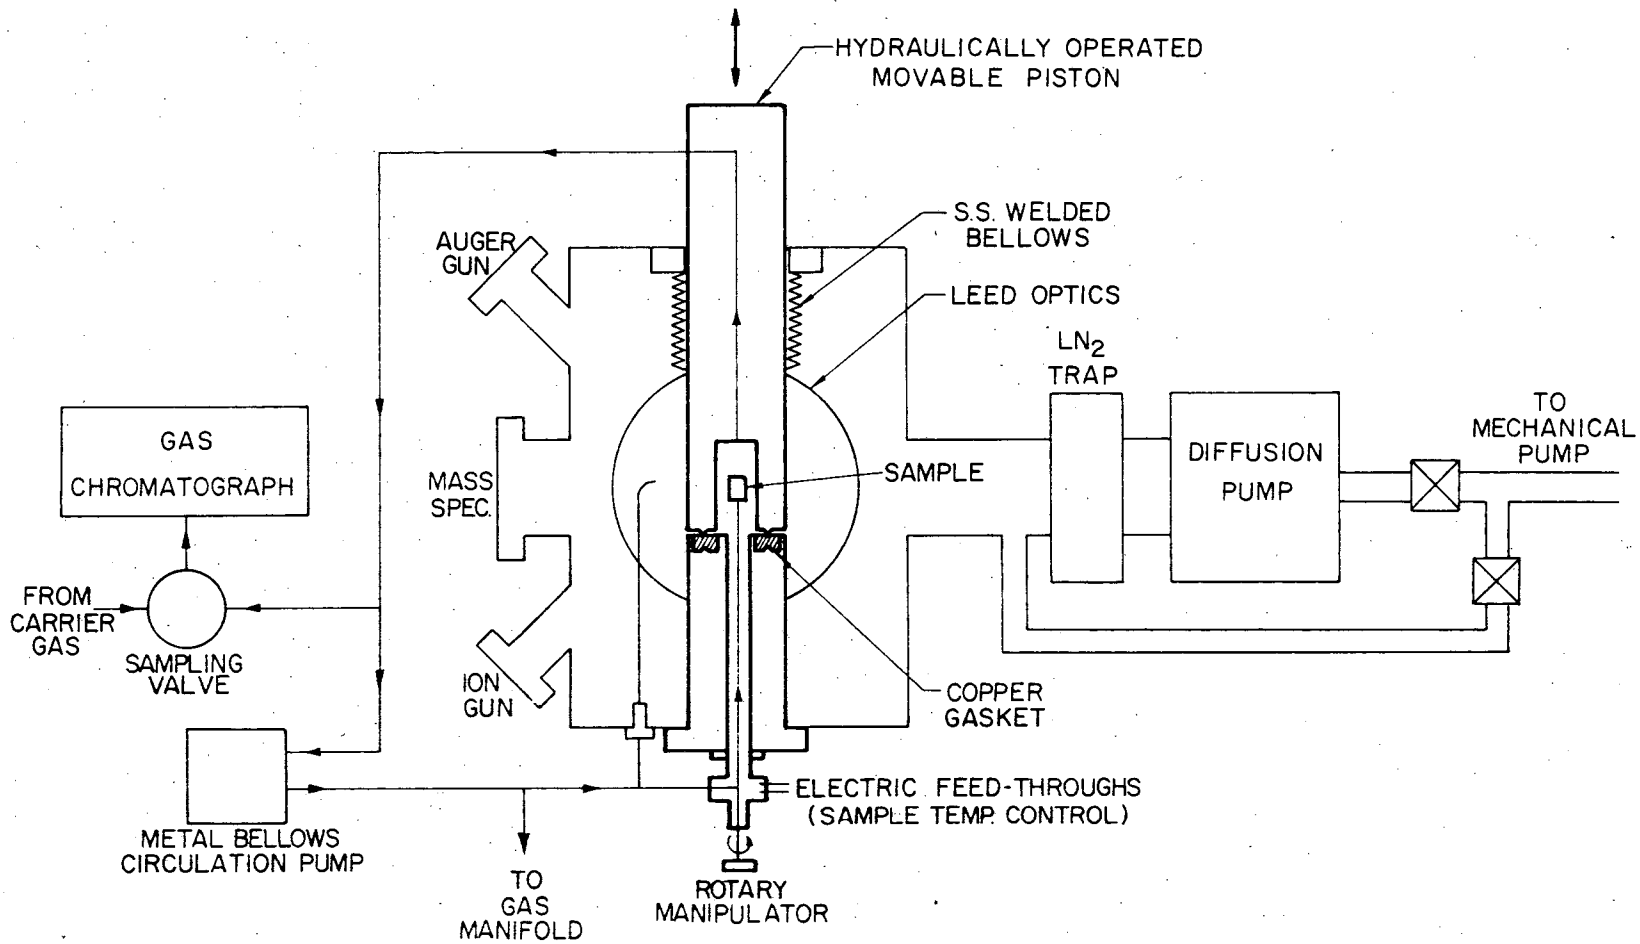 HYDRAULICALLY OPERATED
MOVABLE PISTON
S.S. WELDED
BELLOWS
AUGER
GUN
LEED OPTICS
LN2
TRAP
GAS
CHROMATOGRAPH
MASS
SPEC.
SAMPLE
DIFFUSION
PUMP
TO
MECHANICAL
PUMP
FROM
CARRIER
GAS
SAMPLING
VALVE
ION
GUN
COPPER
GASKET
METAL BELLOWS
CIRCULATION PUMP
ELECTRIC FEED-THROUGHS
(SAMPLE TEMP. CONTROL)
TO
GAS
MANIFOLD
ROTARY
MANIPULATOR